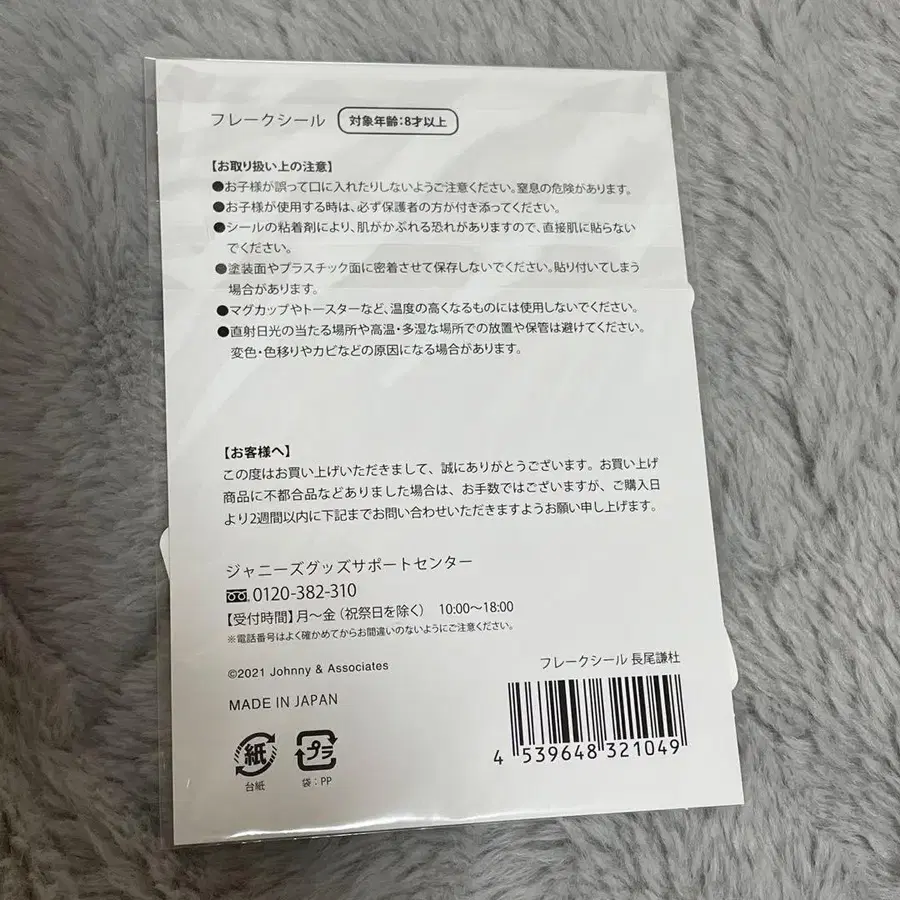 フレークシール 対象年齢:8才以上
【お取り扱い上の注意】
●お子様が誤って口に入れたりしないようご注意ください。窒息の危険があります。
●お子様が使用する時は、必ず保護者の方が付き添ってください。
●シールの粘着剤により、肌がかぶれる恐れがありますので、直接肌に貼らない
でください。
●塗装面やプラスチック面に密着させて保存しないでください。貼り付いてしまう
場合があります。
●マグカップやトースターなど、温度の高くなるものには使用しないでください。
●直射日光の当たる場所や高温・多湿な場所での放置や保管は避けてください。
変色・色移りやカビなどの原因になる場合があります。
【お客様へ】
この度はお買い上げいただきまして、誠にありがとうございます。お買い上げ
商品に不都合品などありました場合は、お手数ではございますが、ご購入日
より2週間以内に下記までお問い合わせいただきますようお願い申し上げます。
ジャニーズグッズサポートセンター
0120-382-310
【受付時間】月〜金（祝祭日を除く） 10:00〜18:00
※電話番号はよく確かめてからお間違いのないようにご注意ください。
©2021 Johnny & Associates
MADE IN JAPAN
フレークシール 長尾謙杜
4 539648 321049
紙 プラ
台紙 袋：PP